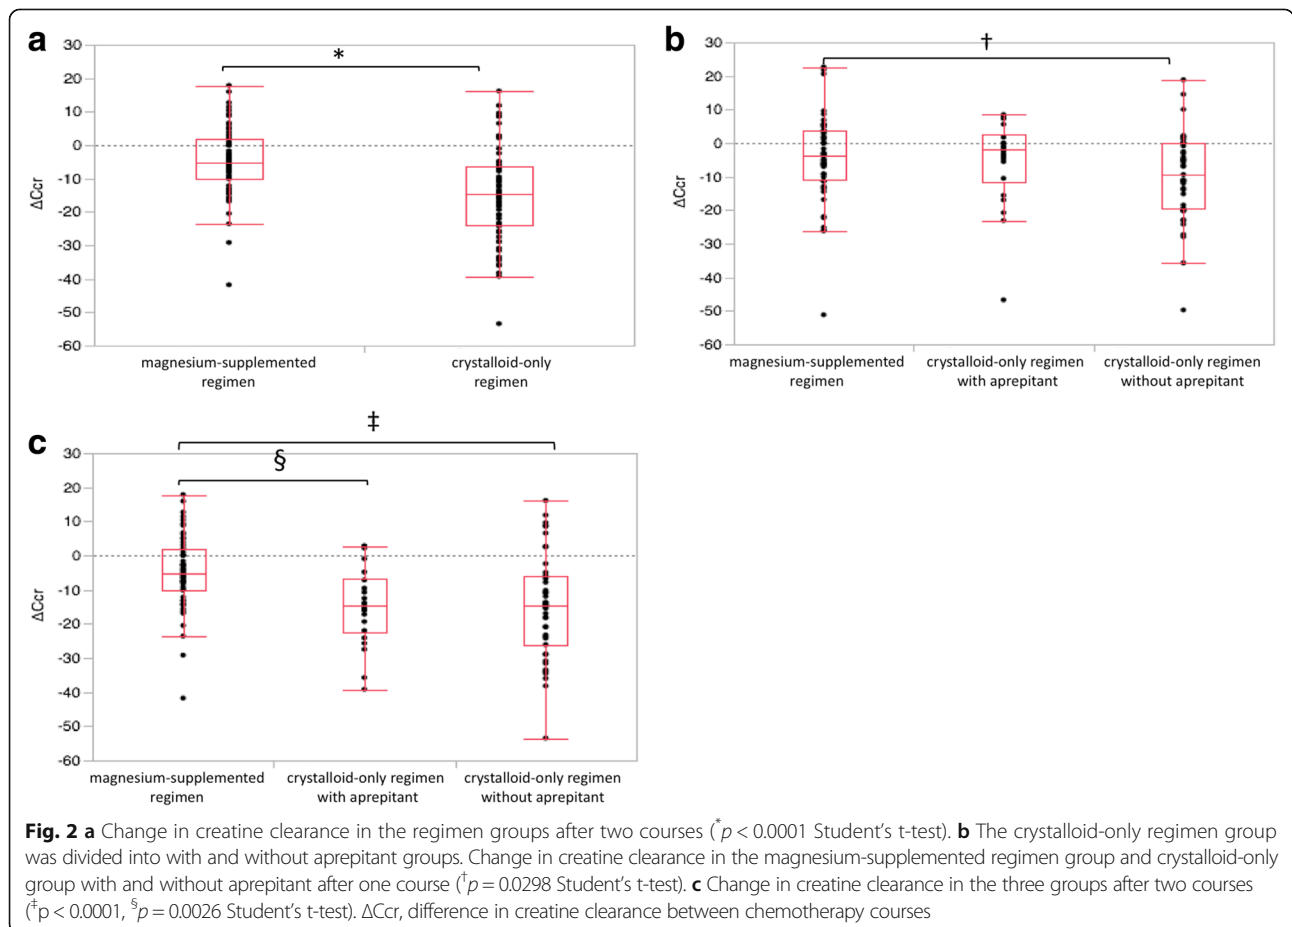 a
*
30
20
10
0
-10
-20
-30
-40
-50
-60
ΔCcr
magnesium-supplemented
regimen
crystalloid-only
regimen
b
†
30
20
10
0
-10
-20
-30
-40
-50
-60
ΔCcr
magnesium-supplemented
regimen
crystalloid-only regimen
with aprepitant
crystalloid-only regimen
without aprepitant
c
‡
§
30
20
10
0
-10
-20
-30
-40
-50
-60
ΔCcr
magnesium-supplemented
regimen
crystalloid-only regimen
with aprepitant
crystalloid-only regimen
without aprepitant
Fig. 2 a Change in creatine clearance in the regimen groups after two courses (*p < 0.0001 Student's t-test). b The crystalloid-only regimen group
was divided into with and without aprepitant groups. Change in creatine clearance in the magnesium-supplemented regimen group and crystalloid-only
group with and without aprepitant after one course (†p = 0.0298 Student's t-test). c Change in creatine clearance in the three groups after two courses
(‡p < 0.0001, §p = 0.0026 Student's t-test). ΔCcr, difference in creatine clearance between chemotherapy courses